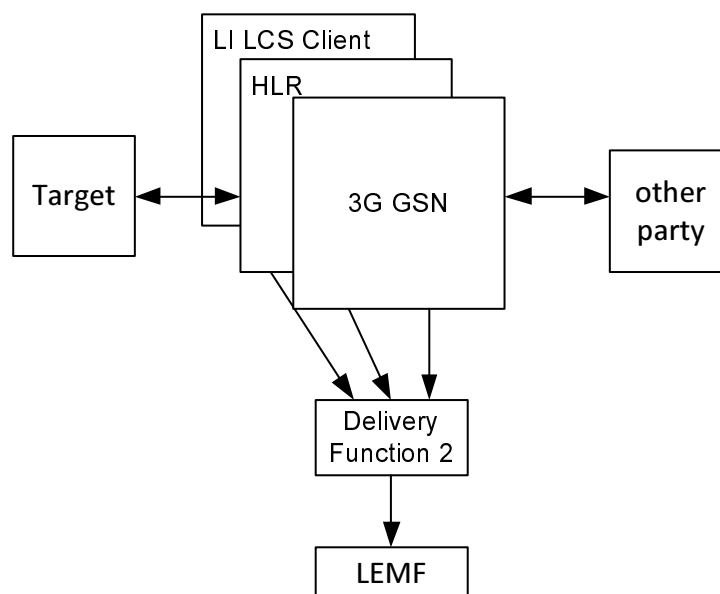 LI LCS Client
HLR
Target
3G GSN
other
party
Delivery
Function 2
LEMF